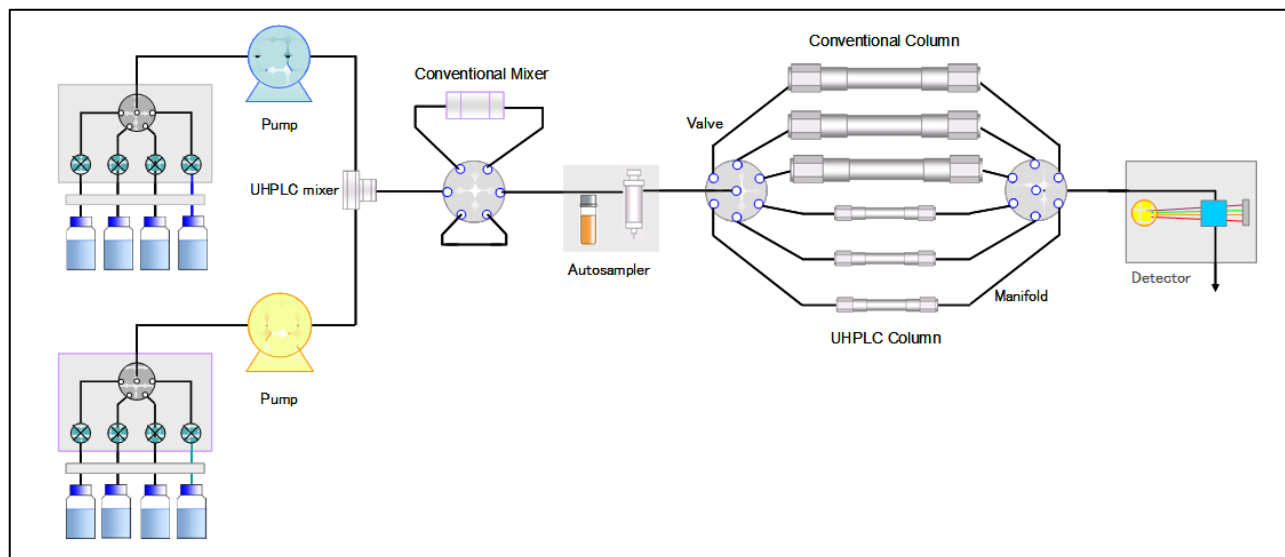 Conventional Column
Conventional Mixer
Valve
Pump
UHPLC mixer
Autosampler
Detector
Manifold
UHPLC Column
Pump